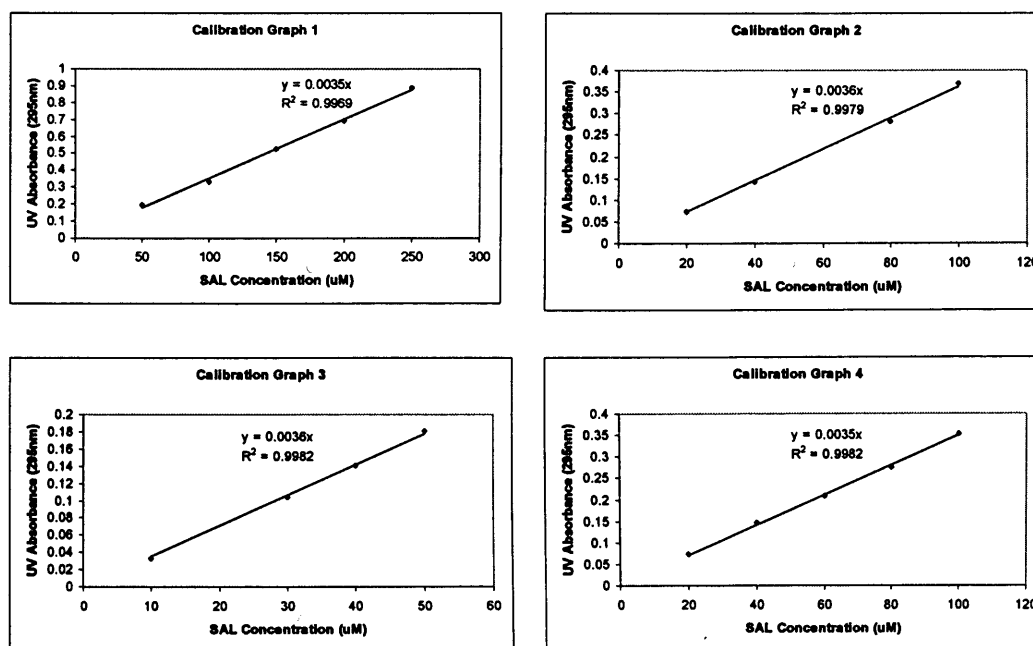 Calibration Graph 1
UV Absorbance (295nm)
1
0.9
0.8
0.7
0.6
0.5
0.4
0.3
0.2
0.1
0
y = 0.0035x
R² = 0.9969
0 50 100 150 200 250 300
SAL Concentration (uM)
Calibration Graph 2
UV Absorbance (295nm)
0.4
0.35
0.3
0.25
0.2
0.15
0.1
0.05
0
y = 0.0036x
R² = 0.9979
0 20 40 60 80 100 120
SAL Concentration (uM)
Calibration Graph 3
UV Absorbance (295nm)
0.2
0.18
0.16
0.14
0.12
0.1
0.08
0.06
0.04
0.02
0
y = 0.0036x
R² = 0.9982
0 10 20 30 40 50 60
SAL Concentration (uM)
Calibration Graph 4
UV Absorbance (295nm)
0.4
0.35
0.3
0.25
0.2
0.15
0.1
0.05
0
y = 0.0035x
R² = 0.9982
0 20 40 60 80 100 120
SAL Concentration (uM)